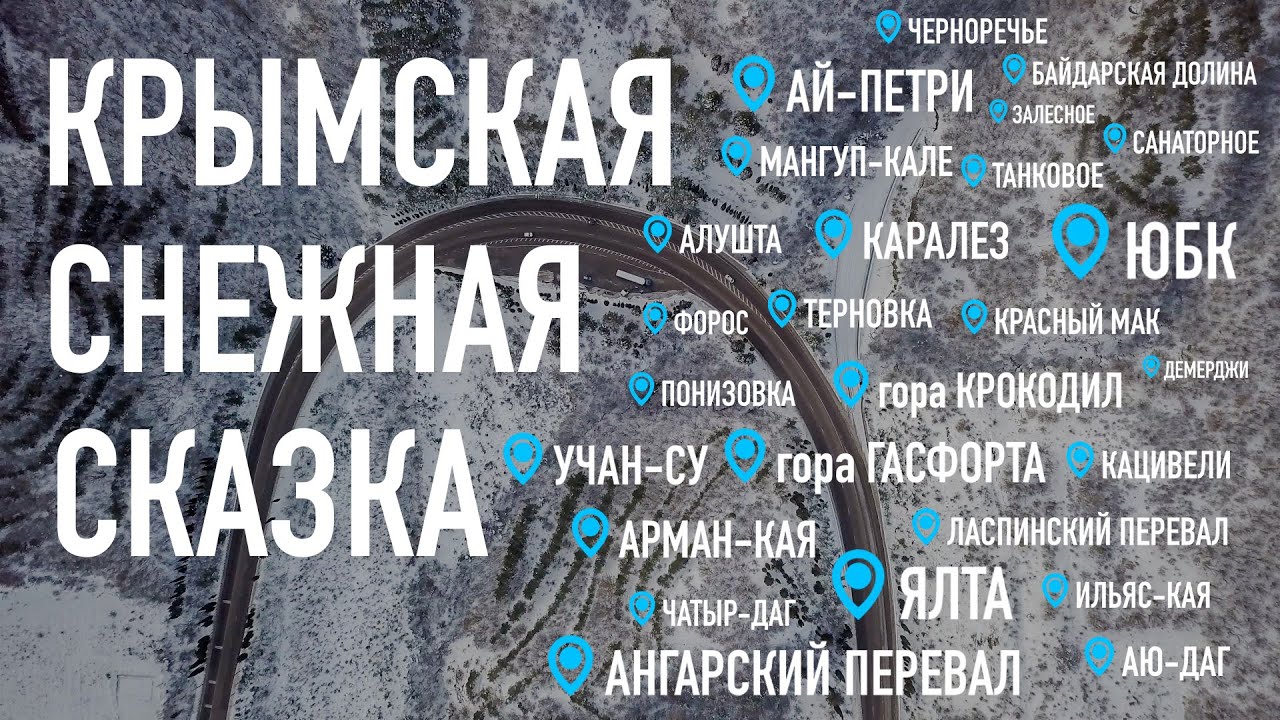 КРЫМСКАЯ
СНЕЖНАЯ
СКАЗКА
ЧЕРНОРЕЧЬЕ
АЙ-ПЕТРИ
БАЙДАРСКАЯ ДОЛИНА
ЗАЛЕСНОЕ
САНАТОРНОЕ
МАНГУП-КАЛЕ
ТАНКОВОЕ
АЛУШТА
КАРАЛЕЗ
ЮБК
ФОРОС
ТЕРНОВКА
КРАСНЫЙ МАК
ДЕМЕРДЖИ
ПОНИЗОВКА
гора КРОКОДИЛ
УЧАН-СУ
гора ГАСФОРТА
КАЦИВЕЛИ
АРМАН-КАЯ
ЛАСПИНСКИЙ ПЕРЕВАЛ
ЯЛТА
ИЛЬЯС-КАЯ
ЧАТЫР-ДАГ
АНГАРСКИЙ ПЕРЕВАЛ
АЮ-ДАГ